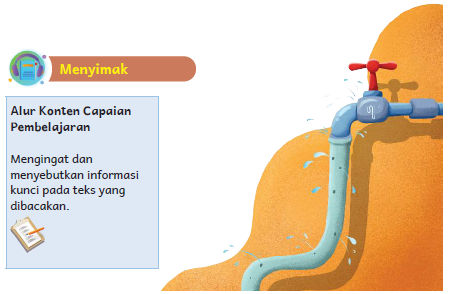 Menyimak
Alur Konten Capaian
Pembelajaran
Mengingat dan
menyebutkan informasi
kunci pada teks yang
dibacakan.